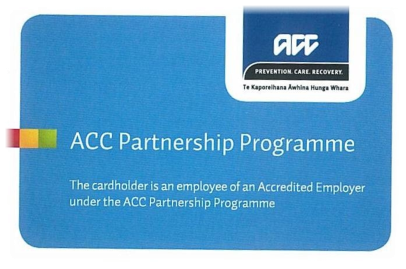 acc
PREVENTION. CARE. RECOVERY.
Te Kaporeihana Āwhina Hunga Whara
ACC Partnership Programme
The cardholder is an employee of an Accredited Employer
under the ACC Partnership Programme